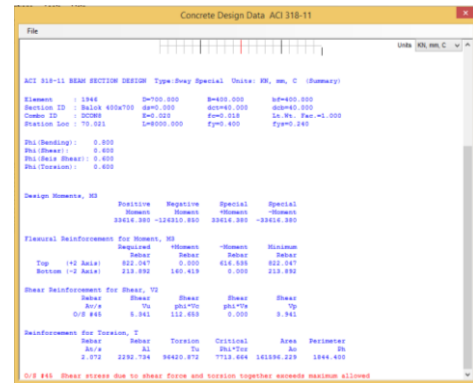 Concrete Design Data ACI 318-11
File
Units KN, mm, C
ACI 318-11 BEAM SECTION DESIGN Type:Sway Special Units: KN, mm, C (Summary)
Element : 1946 D=700.000 B=400.000 bf=400.000
Section ID : Balok 400x700 ds=0.000 dct=40.000 dcb=40.000
Combo ID : DCON8 E=0.020 fc=0.018 Lt.Wt. Fac.=1.000
Station Loc : 70.021 L=8000.000 fy=0.400 fys=0.240
Phi(Bending): 0.800
Phi(Shear): 0.600
Phi(Seis Shear): 0.600
Phi(Torsion): 0.600
Design Moments, M3
Positive Negative Special Special
Moment Moment +Moment -Moment
33616.380 -126310.850 33616.380 -33616.380
Flexural Reinforcement for Moment, M3
Required +Moment -Moment Minimum
Rebar Rebar Rebar Rebar
Top (+2 Axis) 822.047 0.000 616.535 822.047
Bottom (-2 Axis) 213.892 160.419 0.000 213.892
Shear Reinforcement for Shear, V2
Rebar Shear Shear Shear Shear
Av/s Vu phi*Vc phi*Vs Vp
O/S #45 5.341 112.653 0.000 3.941
Reinforcement for Torsion, T
Rebar Rebar Torsion Critical Area Perimeter
At/s Al Tu Phi*Tcr Ao Ph
2.072 2292.734 96420.872 7713.664 161596.229 1844.400
O/S #45 Shear stress due to shear force and torsion together exceeds maximum allowed